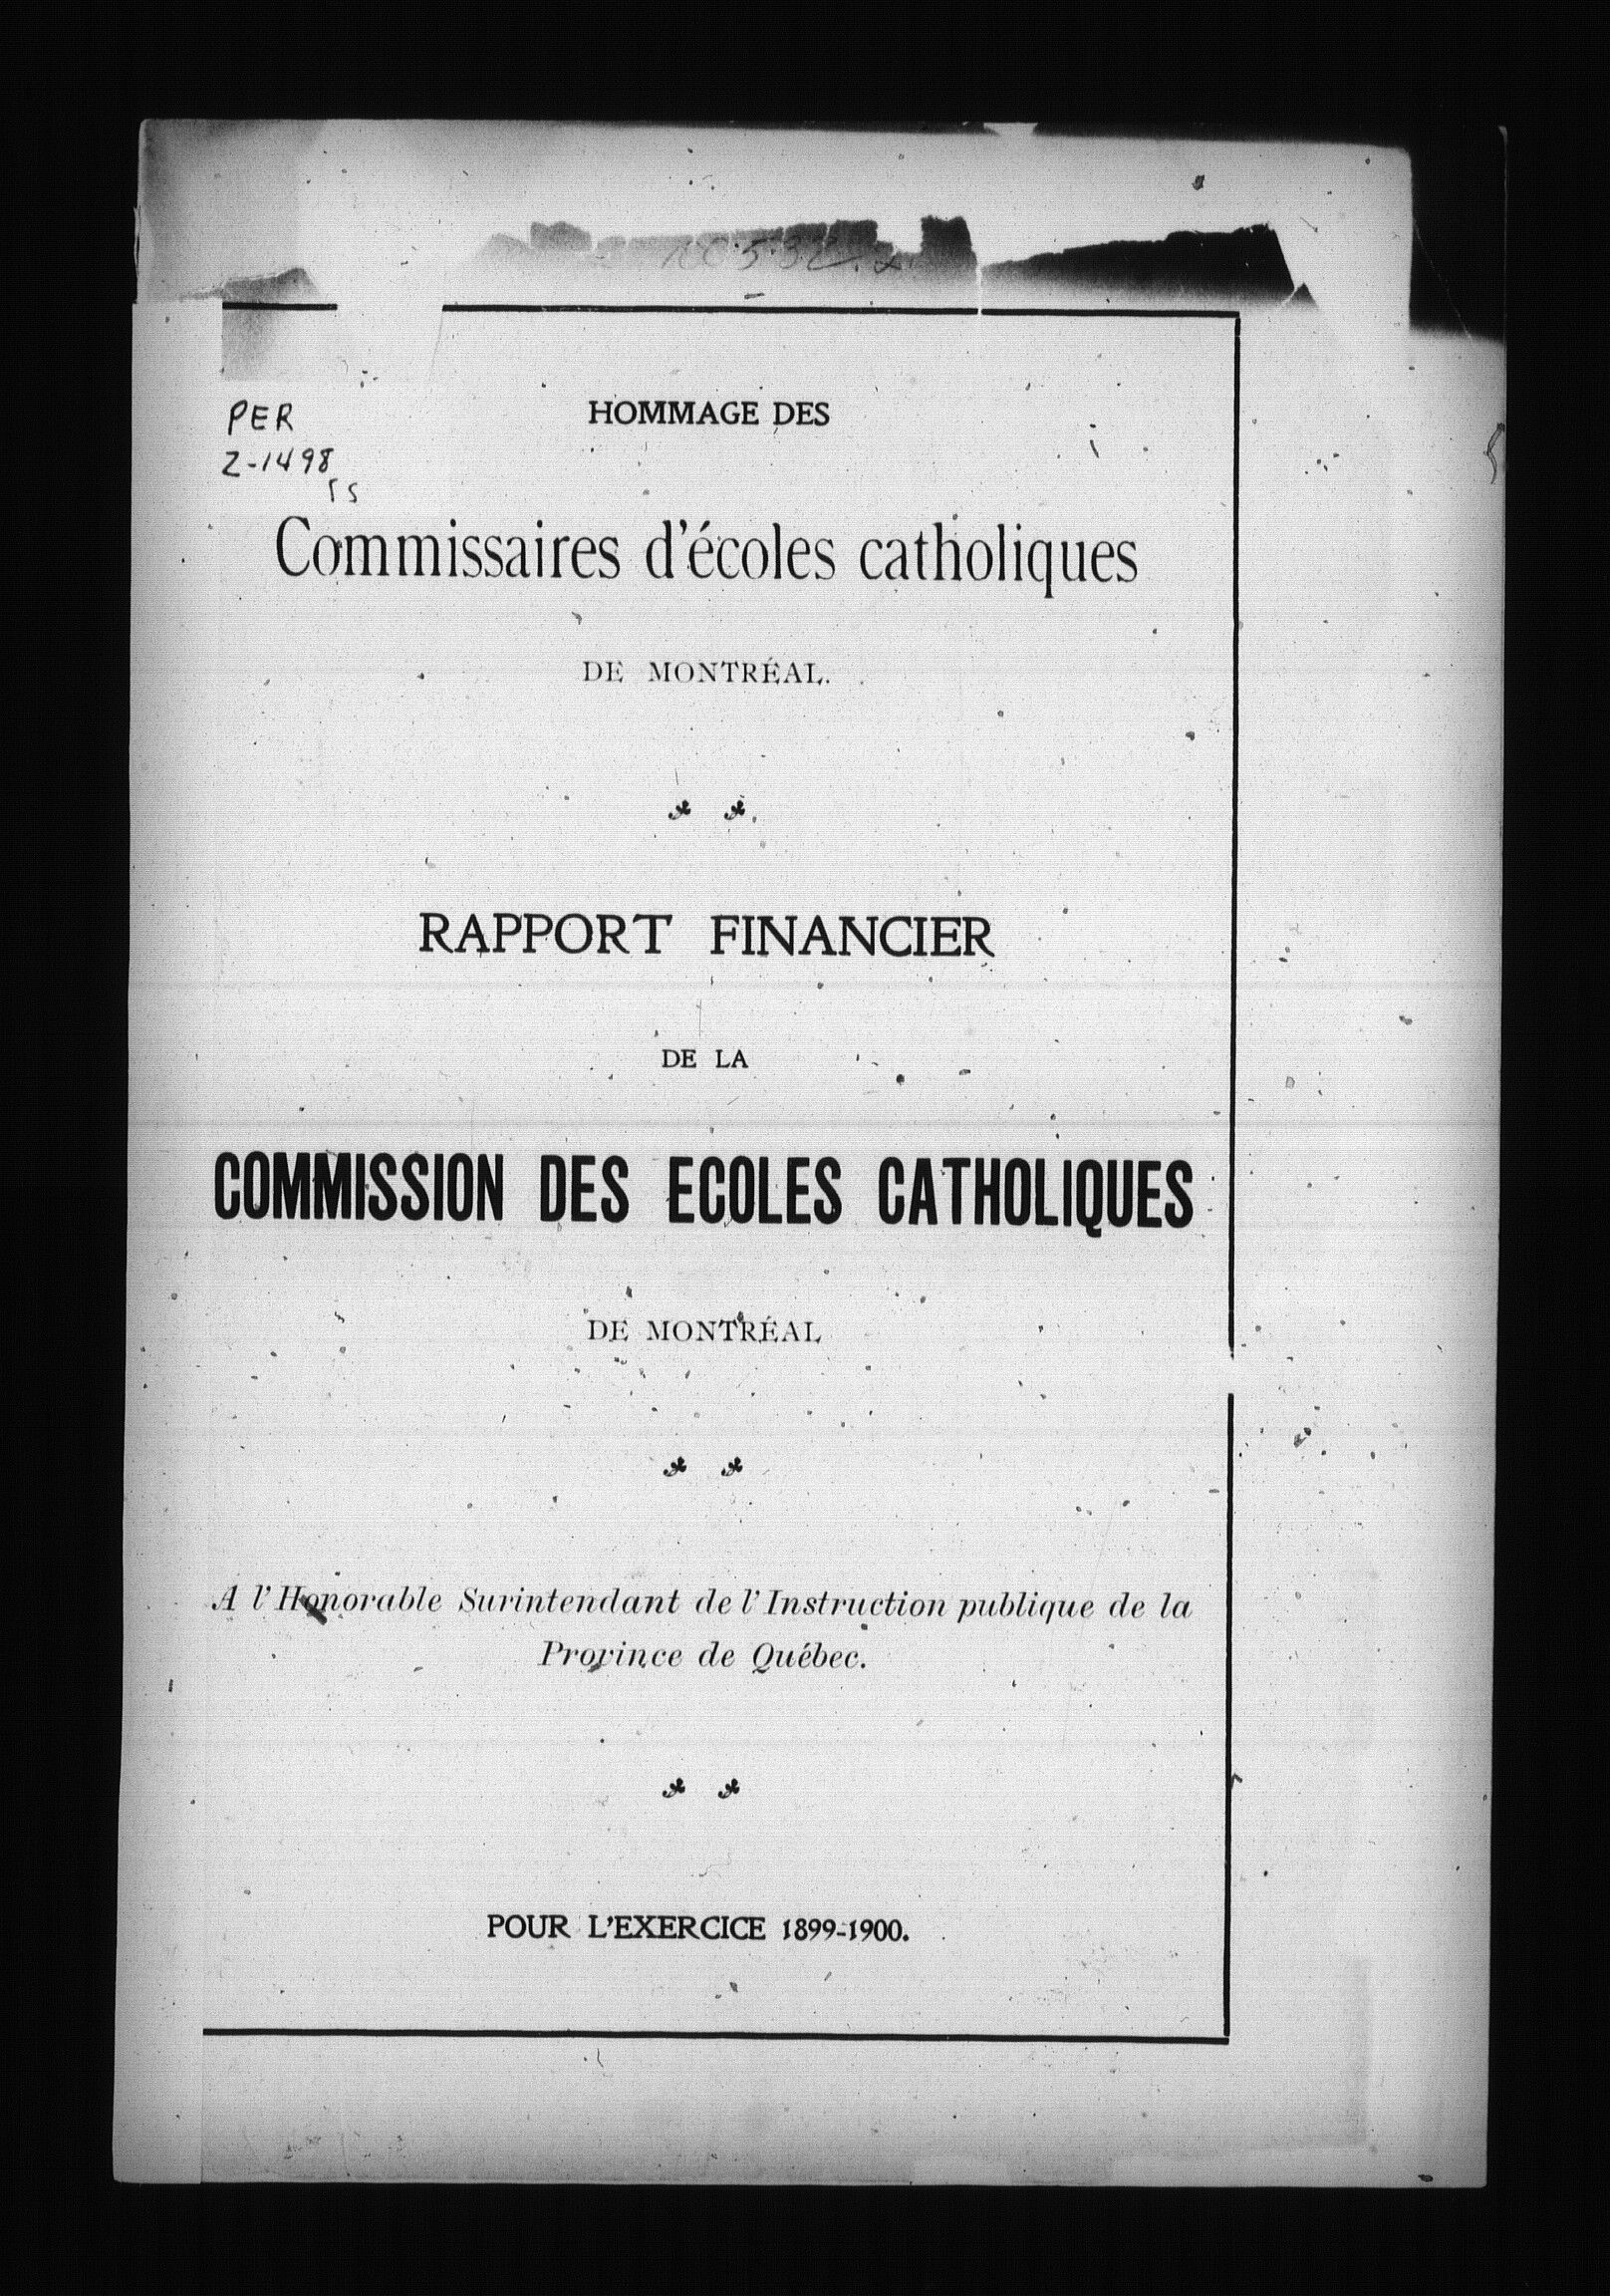 PER
Z-1498
HOMMAGE DES
Commissaires d'écoles catholiques
DE MONTRÉAL.
RAPPORT FINANCIER
DE LA
COMMISSION DES ECOLES CATHOLIQUES
DE MONTRÉAL
A l'Honorable Surintendant de l'Instruction publique de la
Province de Québec.
POUR L'EXERCICE 1899-1900.